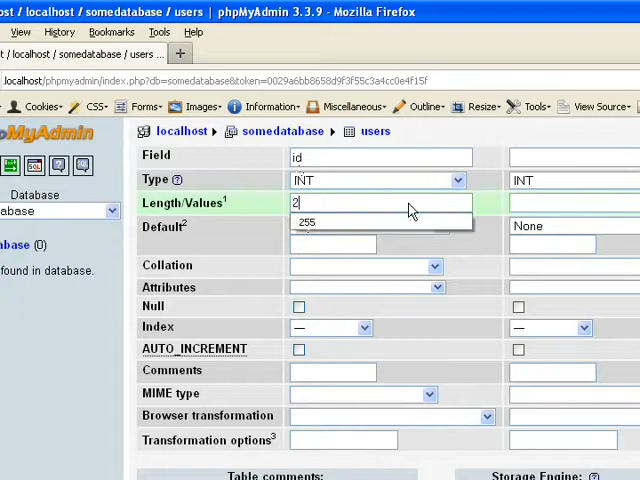 ost / localhost / somedatabase / users | phpMyAdmin 3.3.9 - Mozilla Firefox
View History Bookmarks Tools Help
t / localhost / somedatabase / users ... +
localhost/phpmyadmin/index.php?db=somedatabase&token=0029a6bb8658d9f3f55c3a4cc0e4f15f
Cookies CSS Forms Images Information Miscellaneous Outline Resize Tools View Source
MyAdmin
localhost somedatabase users
SQL
Database
abase
abase (0)
found in database.
Field id
Type INT INT
Length/Values1 2
255
Default2 None
Collation
Attributes
Null
Index — —
AUTO_INCREMENT
Comments
MIME type
Browser transformation
Transformation options3
Table comments: Storage Engine: